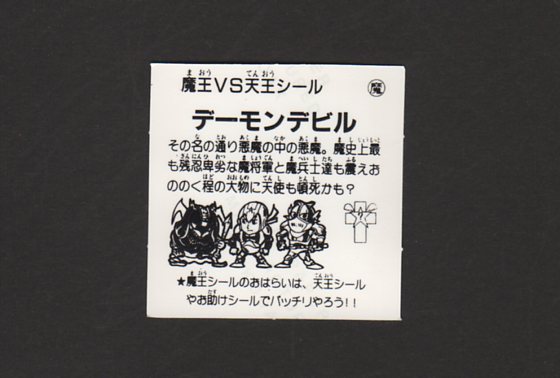 魔王VS天王シール 魔
デーモンデビル
その名の通り悪魔の中の悪魔。魔史上最
も残忍卑劣な魔将軍と魔兵士達も震えお
ののく程の大物に天使も頓死かも?
★魔王シールのおはらいは、天王シール
やお助けシールでバッチリやろう!!